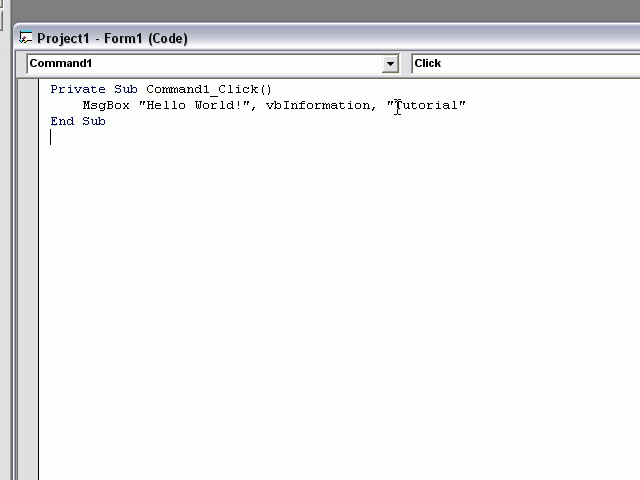 Project1 - Form1 (Code)
Command1
Click
Private Sub Command1_Click()
MsgBox "Hello World!", vbInformation, "Tutorial"
End Sub